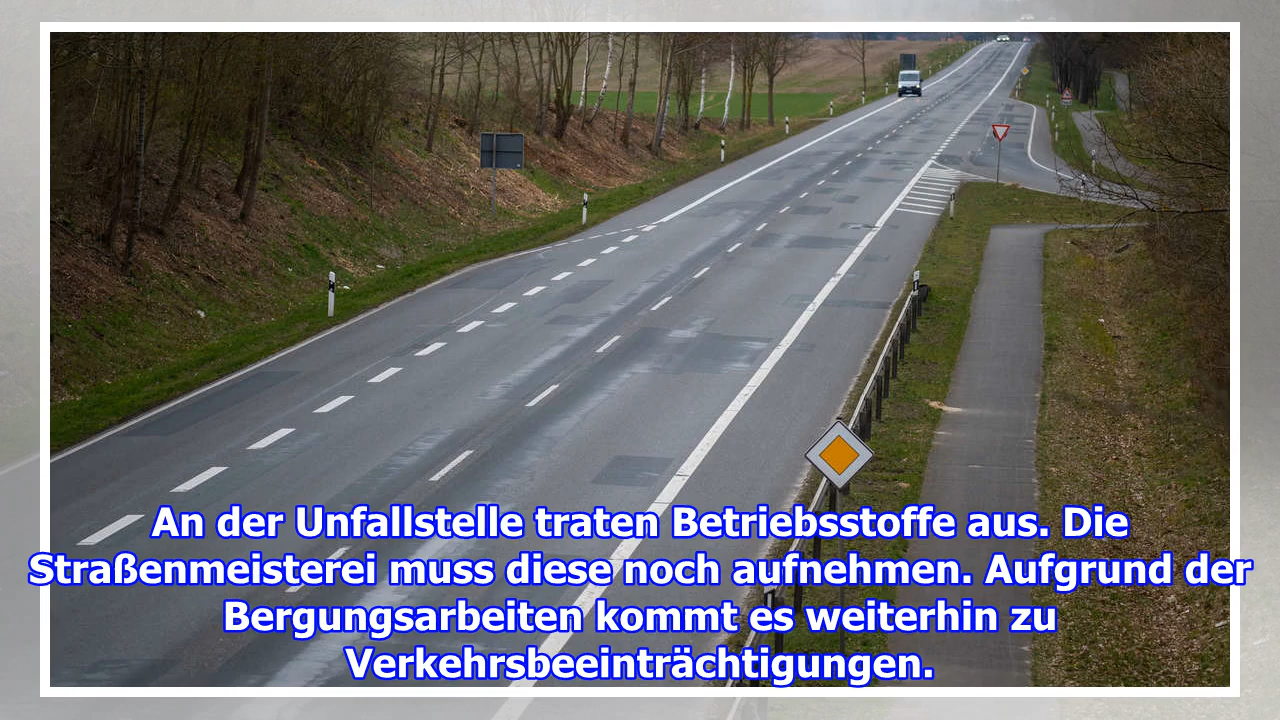 An der Unfallstelle traten Betriebsstoffe aus. Die
Straßenmeisterei muss diese noch aufnehmen. Aufgrund der
Bergungsarbeiten kommt es weiterhin zu
Verkehrsbeeinträchtigungen.